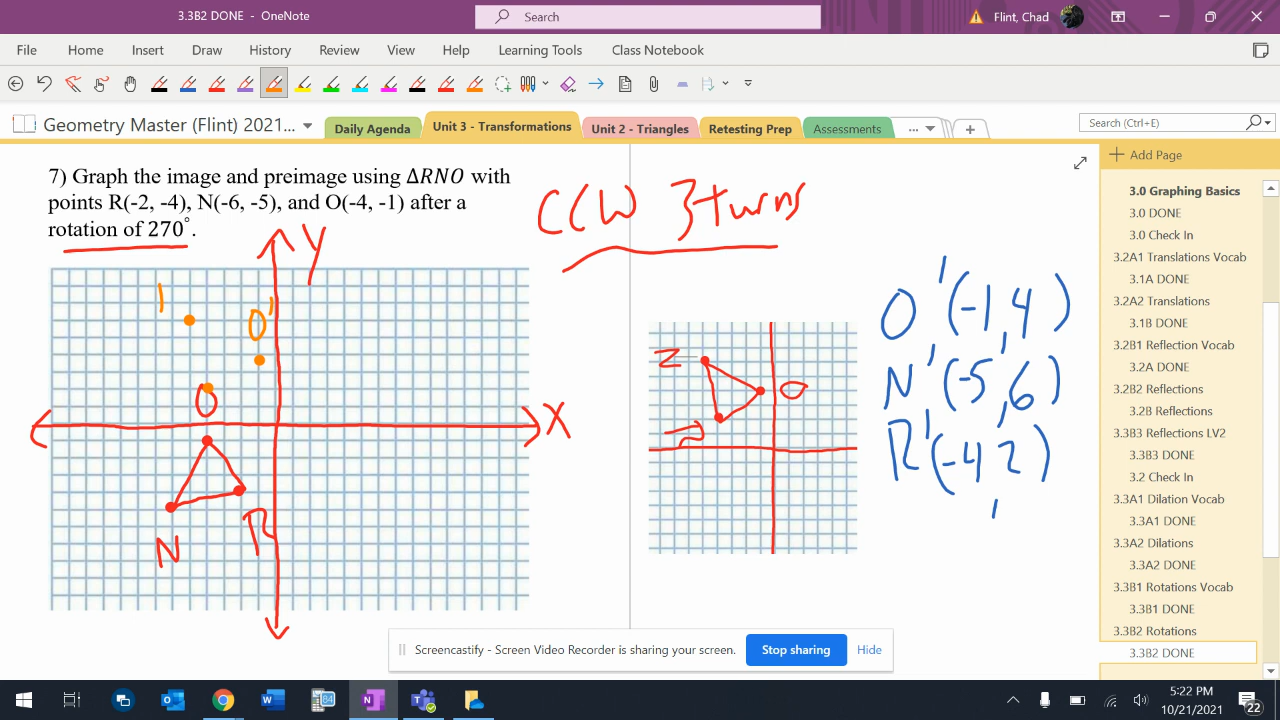 3.3B2 DONE - OneNote
Search
Flint, Chad
File Home Insert Draw History Review View Help Learning Tools Class Notebook
Geometry Master (Flint) 2021...
Daily Agenda
Unit 3 - Transformations
Unit 2 - Triangles
Retesting Prep
Assessments
...
Search (Ctrl+E)
7) Graph the image and preimage using ΔRNO with
points R(-2, -4), N(-6, -5), and O(-4, -1) after a
rotation of 270°.
CCW 3 turns
Y
X
O'
O
N
R
N
O
R
O'(-1,4)
N'(-5,6)
R'(-4,2)
Add Page
3.0 Graphing Basics
3.0 DONE
3.0 Check In
3.2A1 Translations Vocab
3.1A DONE
3.2A2 Translations
3.1B DONE
3.2B1 Reflection Vocab
3.2A DONE
3.2B2 Reflections
3.2B Reflections
3.3B3 Reflections LV2
3.3B3 DONE
3.2 Check In
3.3A1 Dilation Vocab
3.3A1 DONE
3.3A2 Dilations
3.3A2 DONE
3.3B1 Rotations Vocab
3.3B1 DONE
3.3B2 Rotations
3.3B2 DONE
Screencastify - Screen Video Recorder is sharing your screen.
Stop sharing
Hide
5:22 PM
10/21/2021
22